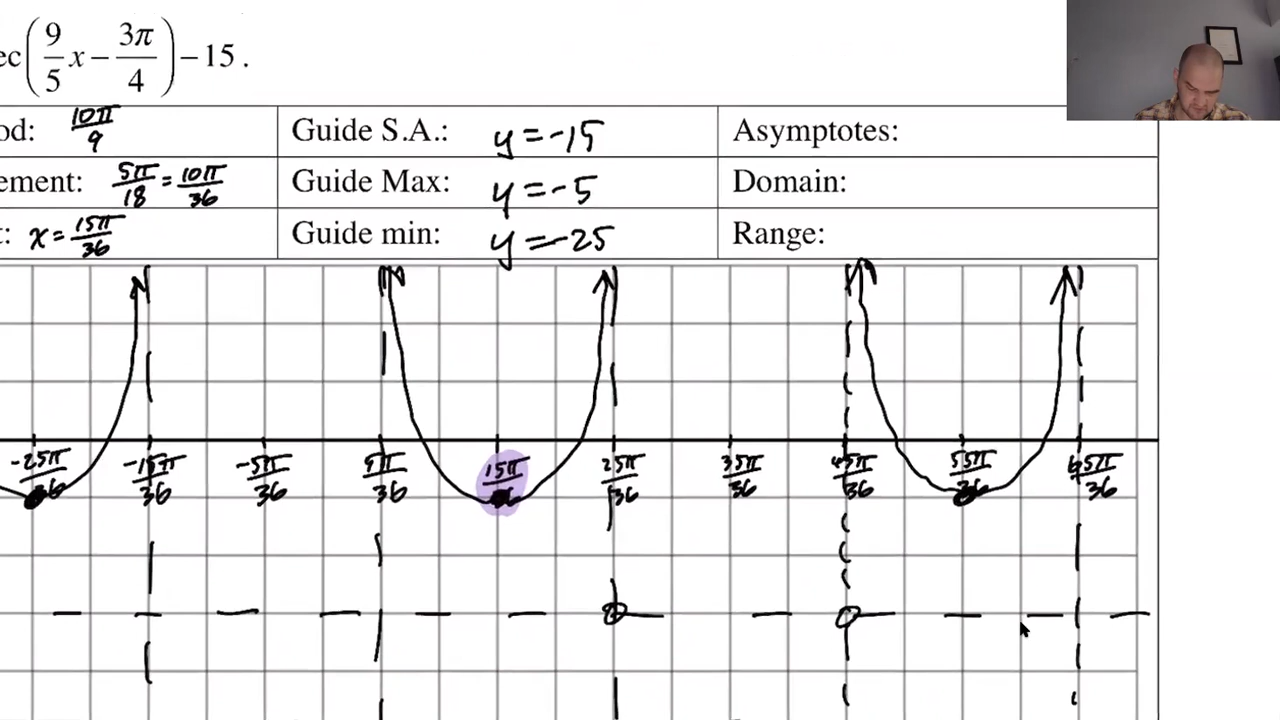 ec(9/5 x − 3π/4) − 15 .
od: 10π/9 Guide S.A.: y = -15 Asymptotes:
ement: 5π/18 = 10π/36 Guide Max: y = -5 Domain:
: x = 15π/36 Guide min: y = -25 Range:
-25π/36 -15π/36 -5π/36 5π/36 15π/36 25π/36 35π/36 45π/36 55π/36 65π/36